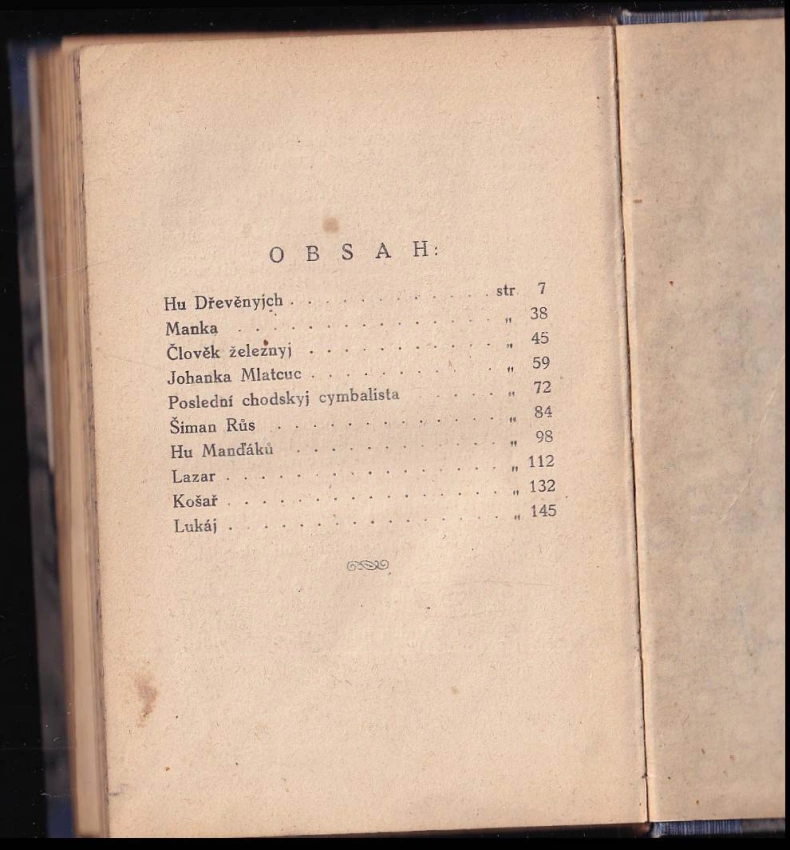 OBSAH:
Hu Dřevěnyjch . . . . . . . . . . . . str 7
Manka . . . . . . . . . . . . . . „ 38
Člověk železnyj . . . . . . . . . . . „ 45
Johanka Mlatcuc . . . . . . . . . . . „ 59
Poslední chodskyj cymbalista . . . . „ 72
Šiman Růs . . . . . . . . . . . . . „ 84
Hu Manďáků . . . . . . . . . . . . „ 98
Lazar . . . . . . . . . . . . . . . „ 112
Košař . . . . . . . . . . . . . . . „ 132
Lukáj . . . . . . . . . . . . . . . „ 145